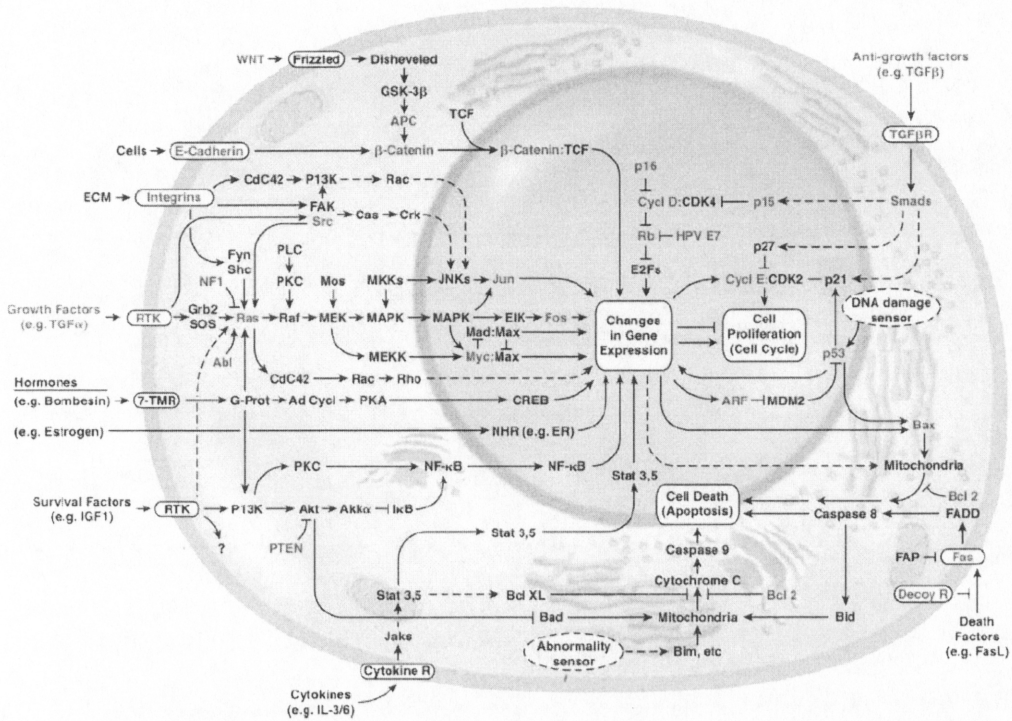 WNT → Frizzled → Disheveled
GSK-3β
APC
TCF
Cells → E-Cadherin → β-Catenin → β-Catenin:TCF
Anti-growth factors
(e.g. TGFβ)
TGFβR
CdC42 → P13K → Rac
ECM → Integrins
FAK
Src → Cas → Crk
p16
Cycl D:CDK4
p15
Smads
Rb
HPV E7
E2Fs
p27
Cycl E:CDK2
p21
DNA damage
sensor
Fyn
Shc
PLC
NF1
PKC
Mos
MKKs → JNKs → Jun
Growth Factors
(e.g. TGFα)
RTK
Grb2
SOS
Ras → Raf → MEK → MAPK → MAPK → ElK → Fos
Abl
Mad:Max
MEKK → Myc:Max
CdC42 → Rac → Rho
Changes
in Gene
Expression
Cell
Proliferation
(Cell Cycle)
p53
Hormones
(e.g. Bombesin) → 7-TMR → G-Prot → Ad Cycl → PKA → CREB
ARF
MDM2
(e.g. Estrogen)
NHR (e.g. ER)
Bax
PKC → NF-κB → NF-κB
Stat 3,5
Mitochondria
Survival Factors
(e.g. IGF1)
RTK → P13K → Akt → Akkα
IκB
?
PTEN
Cell Death
(Apoptosis)
Bcl 2
Caspase 8
FADD
Stat 3,5
Caspase 9
FAP
Fas
Cytochrome C
Stat 3,5
Bcl XL
Bcl 2
Decoy R
Bad
Mitochondria
Bid
Death
Factors
(e.g. FasL)
Jaks
Abnormality
sensor
Bim, etc
Cytokine R
Cytokines
(e.g. IL-3/6)